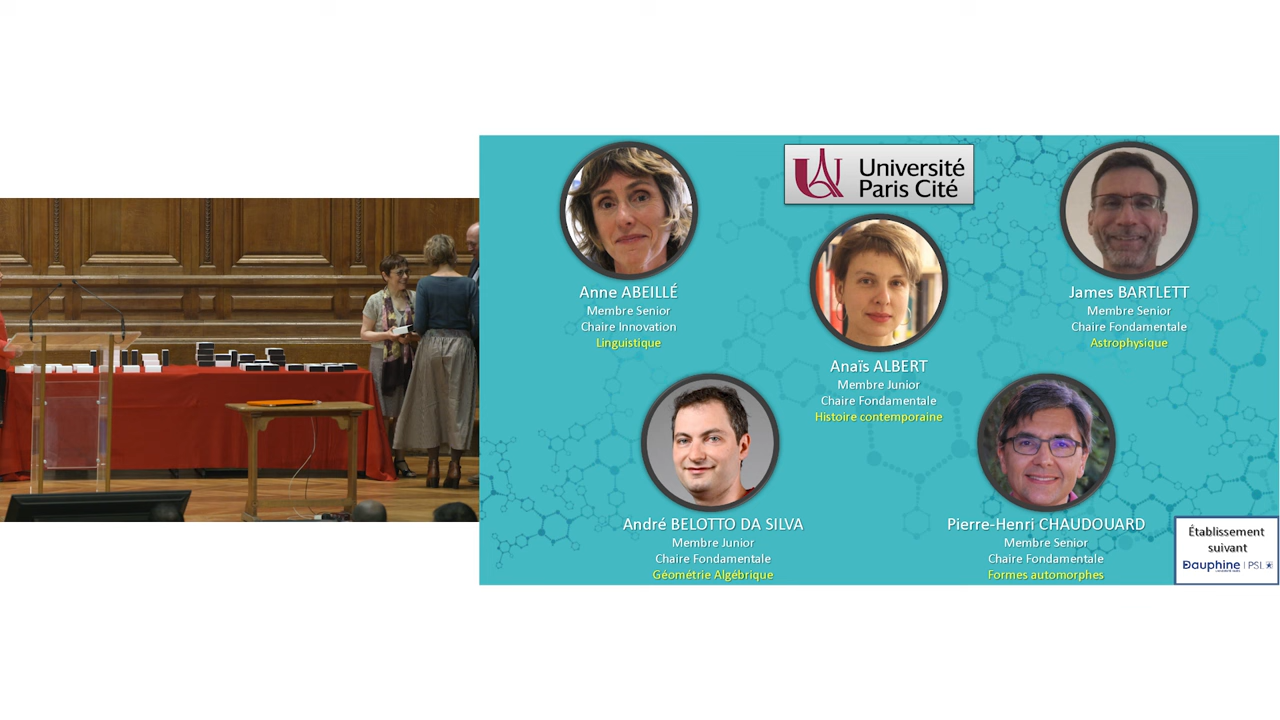 Université
Paris Cité
Anne ABEILLÉ
Membre Senior
Chaire Innovation
Linguistique
Anaïs ALBERT
Membre Junior
Chaire Fondamentale
Histoire contemporaine
James BARTLETT
Membre Senior
Chaire Fondamentale
Astrophysique
André BELOTTO DA SILVA
Membre Junior
Chaire Fondamentale
Géométrie Algébrique
Pierre-Henri CHAUDOUARD
Membre Senior
Chaire Fondamentale
Formes automorphes
Établissement
suivant
Dauphine | PSL